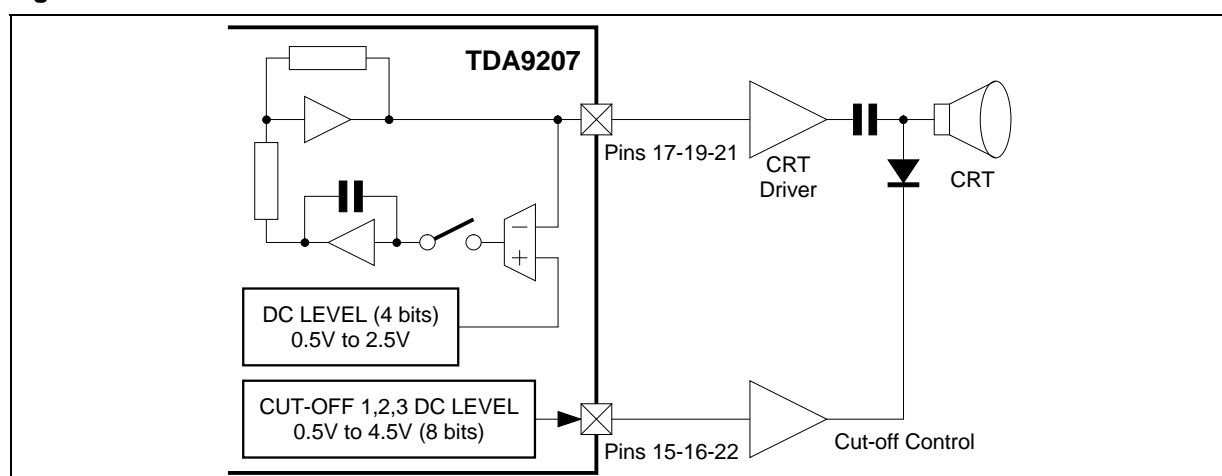 TDA9207
Pins 17-19-21
CRT
Driver
CRT
−
+
DC LEVEL (4 bits)
0.5V to 2.5V
CUT-OFF 1,2,3 DC LEVEL
0.5V to 4.5V (8 bits)
Pins 15-16-22
Cut-off Control